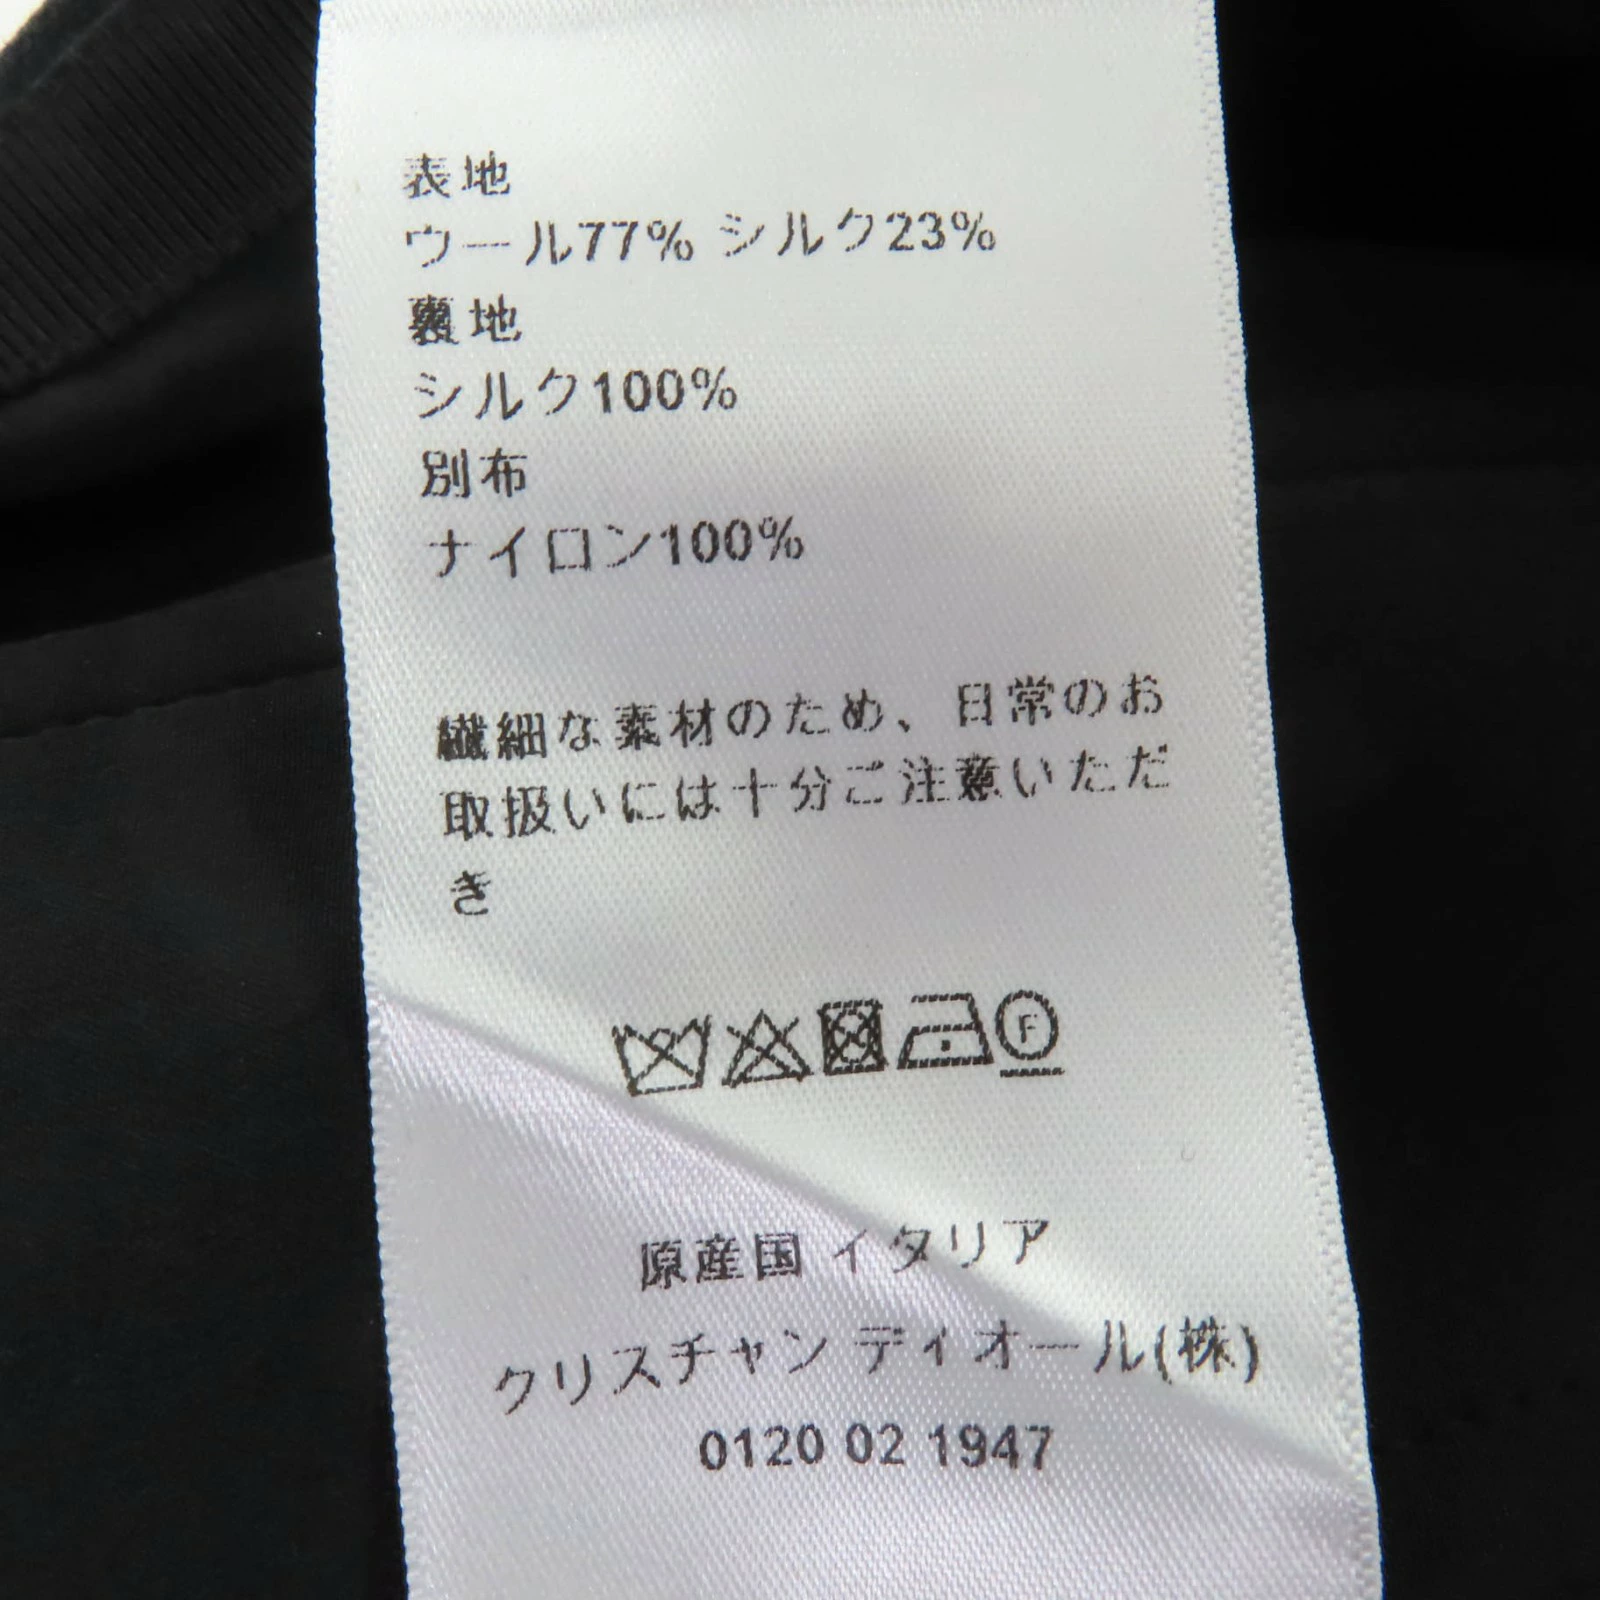 表地
ウール77% シルク23%
裏地
シルク100%
別布
ナイロン100%
繊細な素材のため、日常のお
取扱いには十分ご注意いただ
き
F
原産国 イタリア
クリスチャン ディオール(株)
0120 02 1947